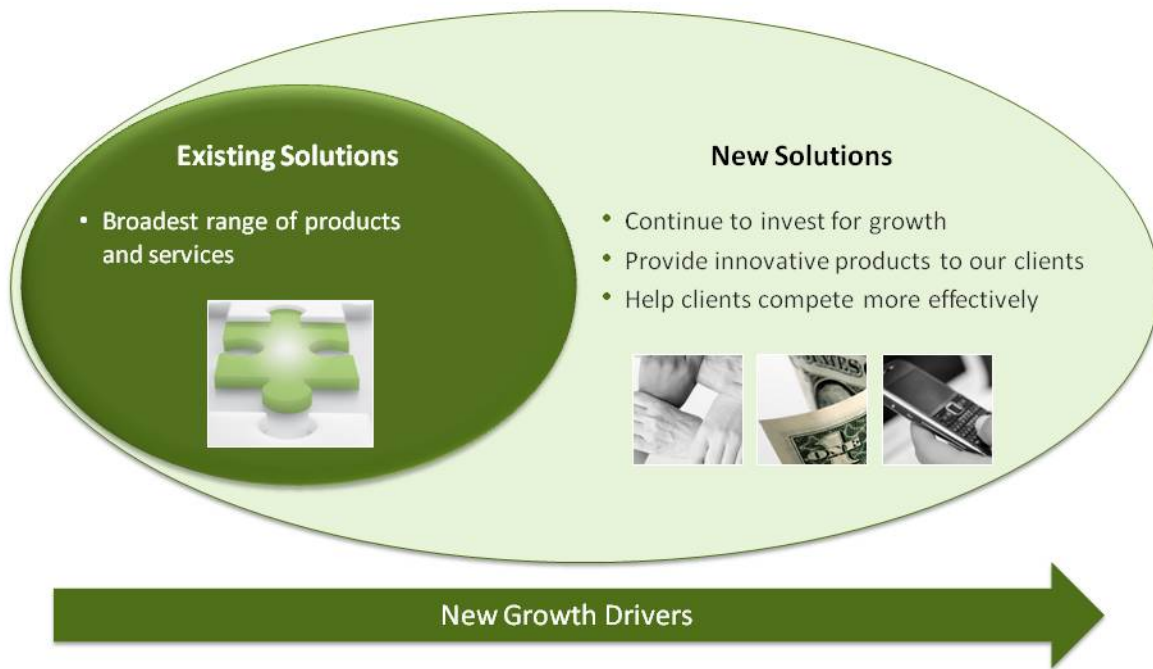 Existing Solutions
• Broadest range of products
and services
New Solutions
• Continue to invest for growth
• Provide innovative products to our clients
• Help clients compete more effectively
ONE
New Growth Drivers